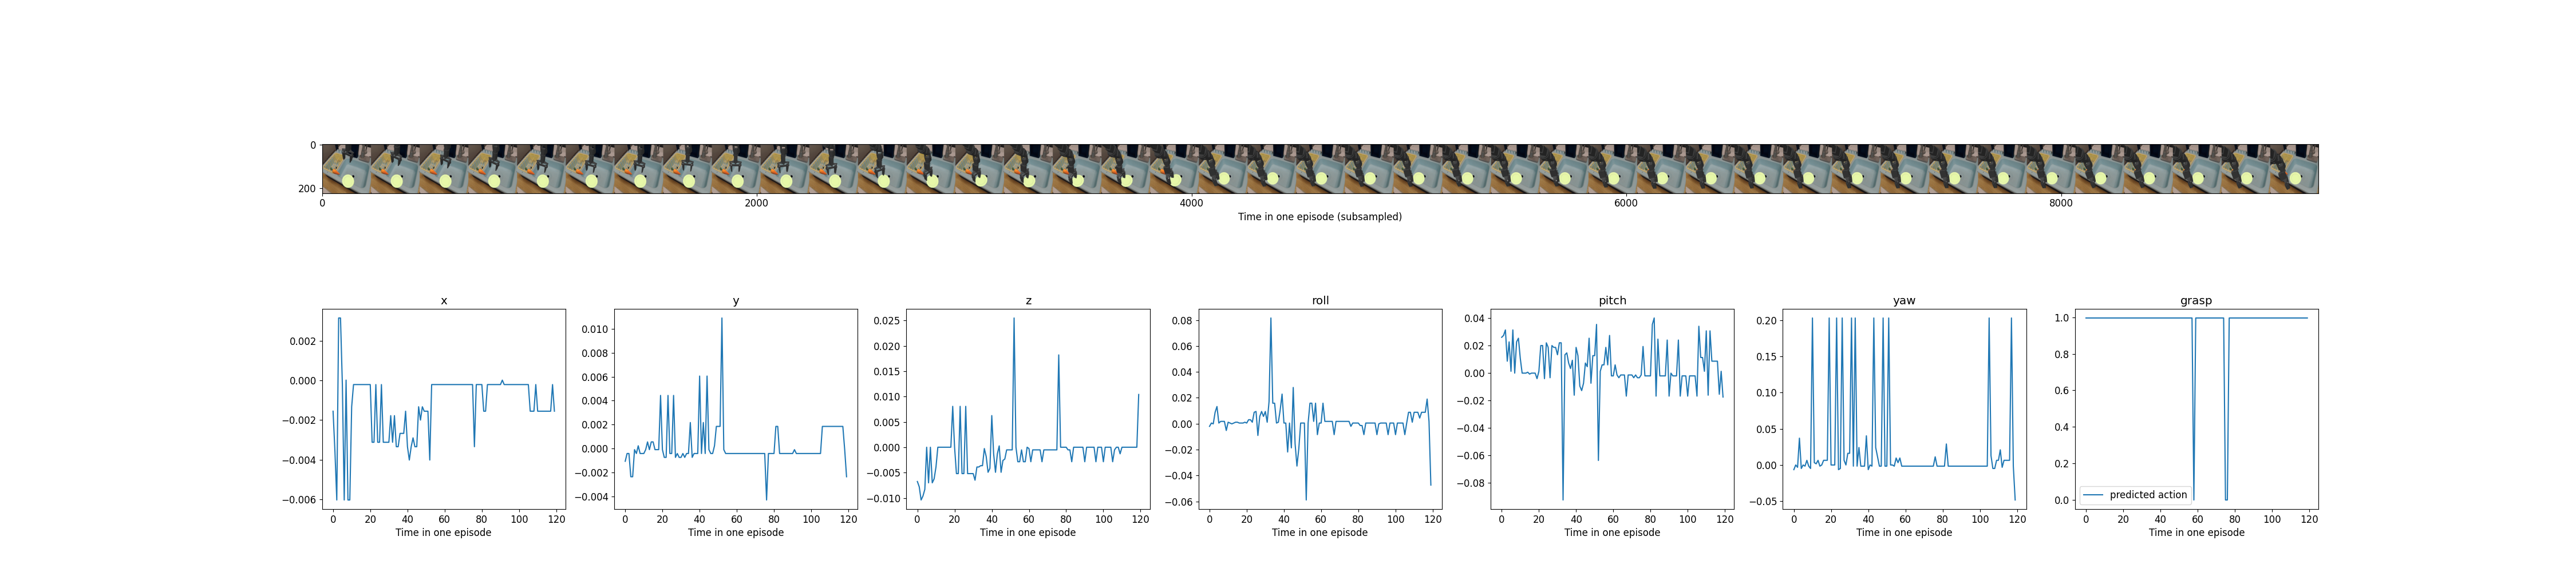 0
200
0 2000 4000 6000 8000
Time in one episode (subsampled)
x
0.002
0.000
−0.002
−0.004
−0.006
0 20 40 60 80 100 120
Time in one episode
y
0.010
0.008
0.006
0.004
0.002
0.000
−0.002
−0.004
0 20 40 60 80 100 120
Time in one episode
z
0.025
0.020
0.015
0.010
0.005
0.000
−0.005
−0.010
0 20 40 60 80 100 120
Time in one episode
roll
0.08
0.06
0.04
0.02
0.00
−0.02
−0.04
−0.06
0 20 40 60 80 100 120
Time in one episode
pitch
0.04
0.02
0.00
−0.02
−0.04
−0.06
−0.08
0 20 40 60 80 100 120
Time in one episode
yaw
0.20
0.15
0.10
0.05
0.00
−0.05
0 20 40 60 80 100 120
Time in one episode
grasp
1.0
0.8
0.6
0.4
0.2
0.0
predicted action
0 20 40 60 80 100 120
Time in one episode